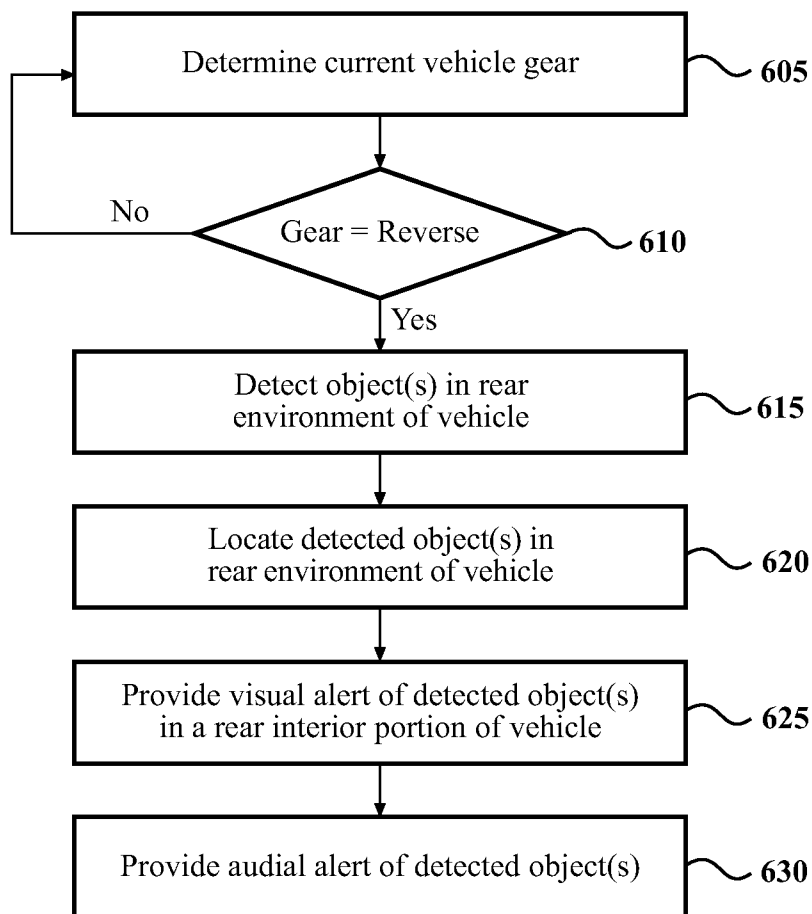 Determine current vehicle gear
605
Gear = Reverse
610
No
Yes
Detect object(s) in rear
environment of vehicle
615
Locate detected object(s) in
rear environment of vehicle
620
Provide visual alert of detected object(s)
in a rear interior portion of vehicle
625
Provide audial alert of detected object(s)
630